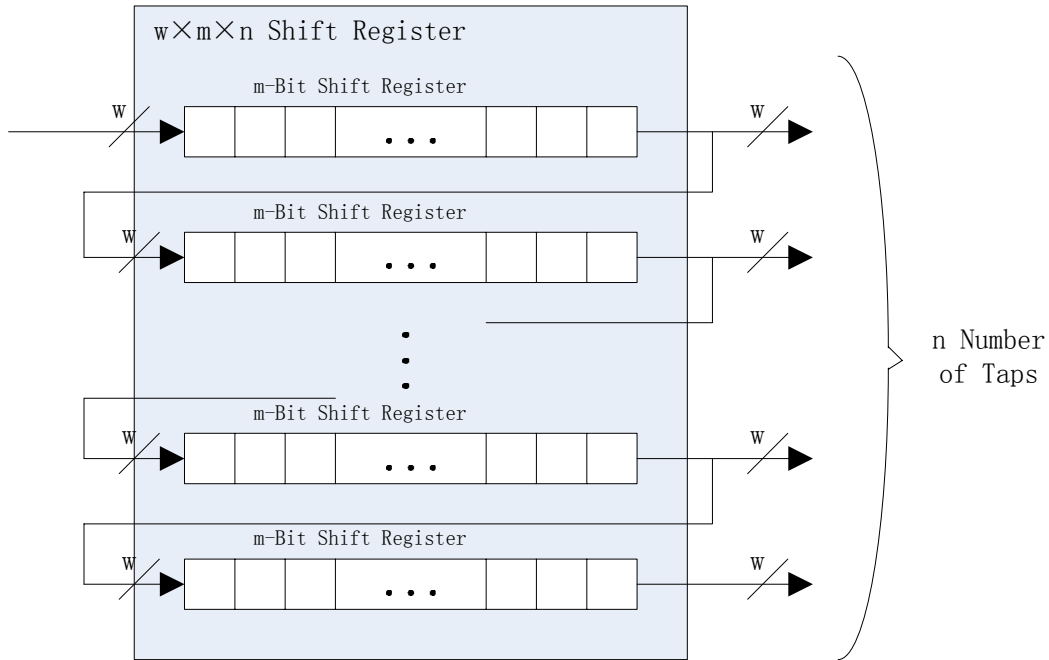 w×m×n Shift Register
m-Bit Shift Register
W
W
m-Bit Shift Register
W
W
m-Bit Shift Register
W
W
m-Bit Shift Register
W
W
n Number
of Taps